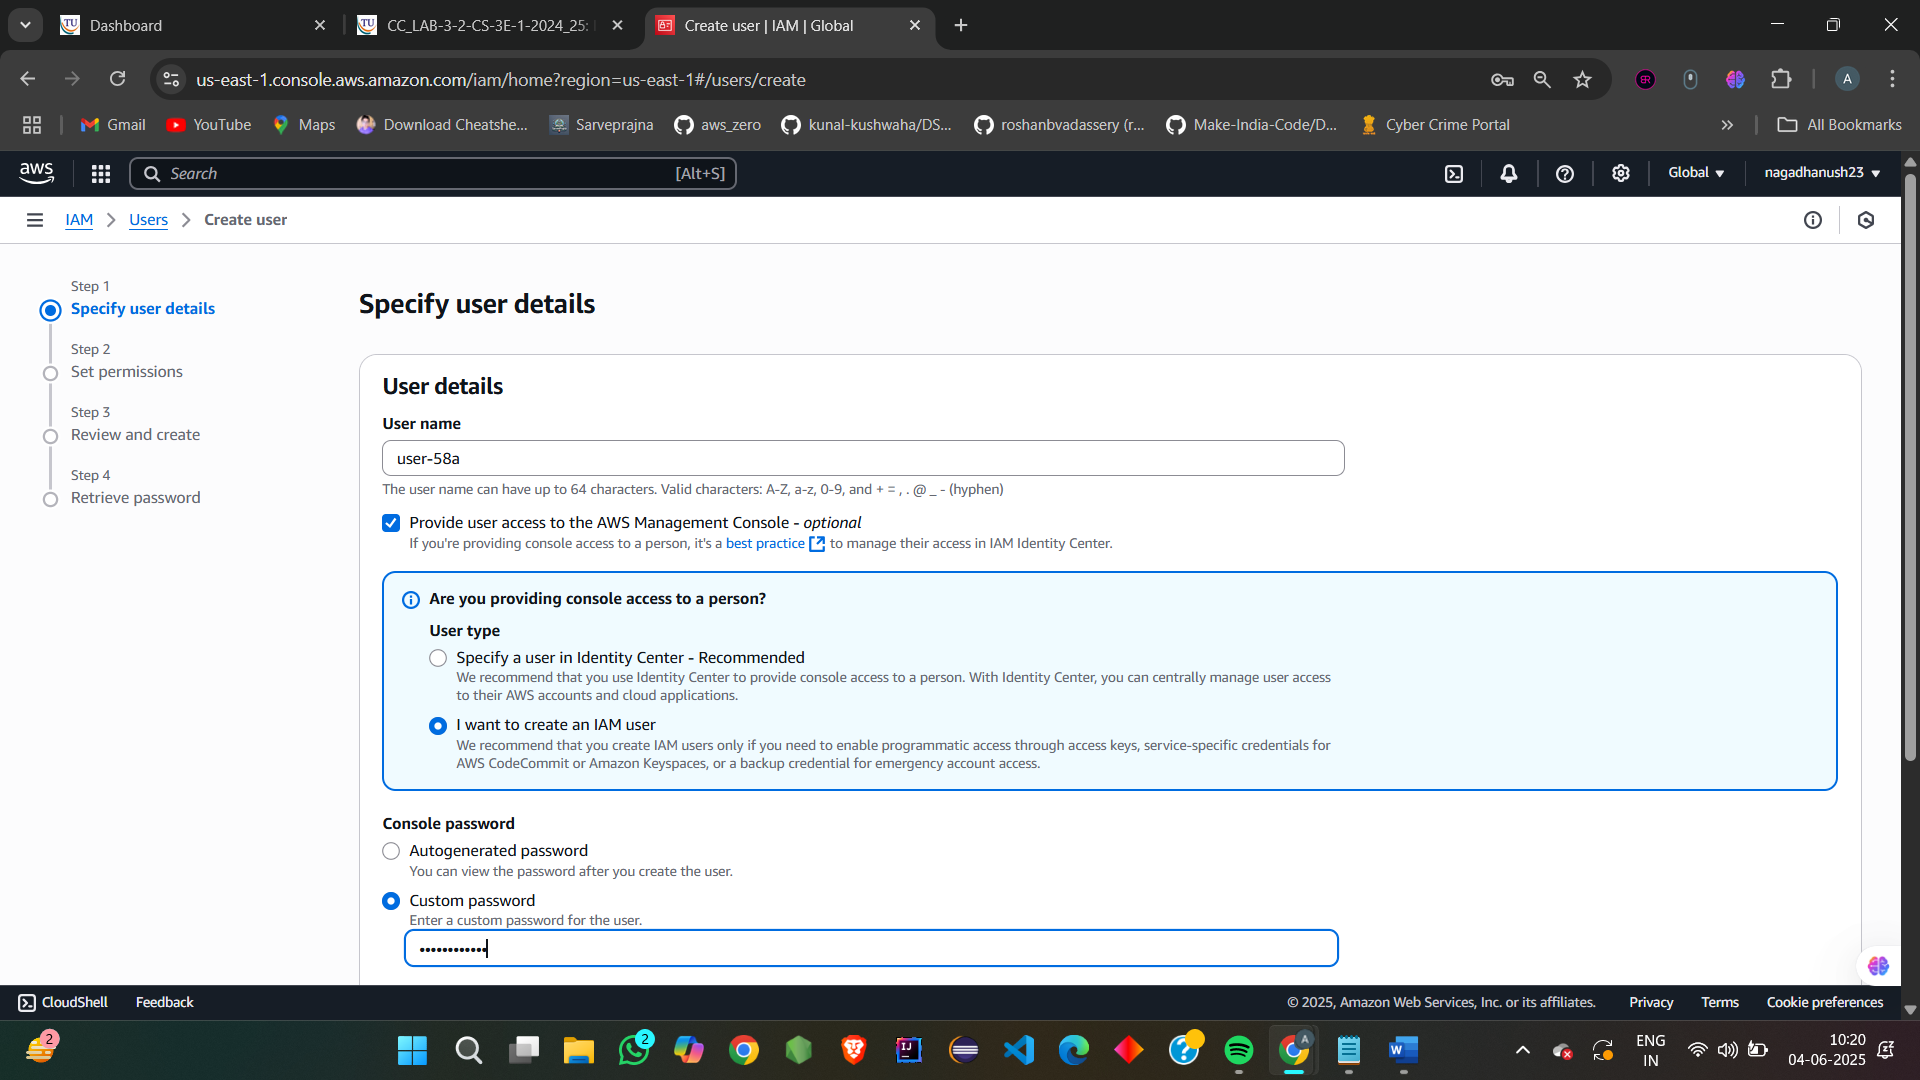 Dashboard
CC_LAB-3-2-CS-3E-1-2024_25:
Create user | IAM | Global
us-east-1.console.aws.amazon.com/iam/home?region=us-east-1#/users/create
A
Gmail
YouTube
Maps
Download Cheatshe...
Sarveprajna
aws_zero
kunal-kushwaha/DS...
roshanbvadassery (r...
Make-India-Code/D...
Cyber Crime Portal
All Bookmarks
aws
Search
[Alt+S]
Global
nagadhanush23
IAM
Users
Create user
Step 1
Specify user details
Step 2
Set permissions
Step 3
Review and create
Step 4
Retrieve password
Specify user details
User details
User name
user-58a
The user name can have up to 64 characters. Valid characters: A-Z, a-z, 0-9, and + = , . @ _ - (hyphen)
Provide user access to the AWS Management Console - optional
If you're providing console access to a person, it's a best practice to manage their access in IAM Identity Center.
Are you providing console access to a person?
User type
Specify a user in Identity Center - Recommended
We recommend that you use Identity Center to provide console access to a person. With Identity Center, you can centrally manage user access
to their AWS accounts and cloud applications.
I want to create an IAM user
We recommend that you create IAM users only if you need to enable programmatic access through access keys, service-specific credentials for
AWS CodeCommit or Amazon Keyspaces, or a backup credential for emergency account access.
Console password
Autogenerated password
You can view the password after you create the user.
Custom password
Enter a custom password for the user.
••••••••••••
CloudShell
Feedback
© 2025, Amazon Web Services, Inc. or its affiliates.
Privacy
Terms
Cookie preferences
2
2
A
ENG
IN
10:20
04-06-2025